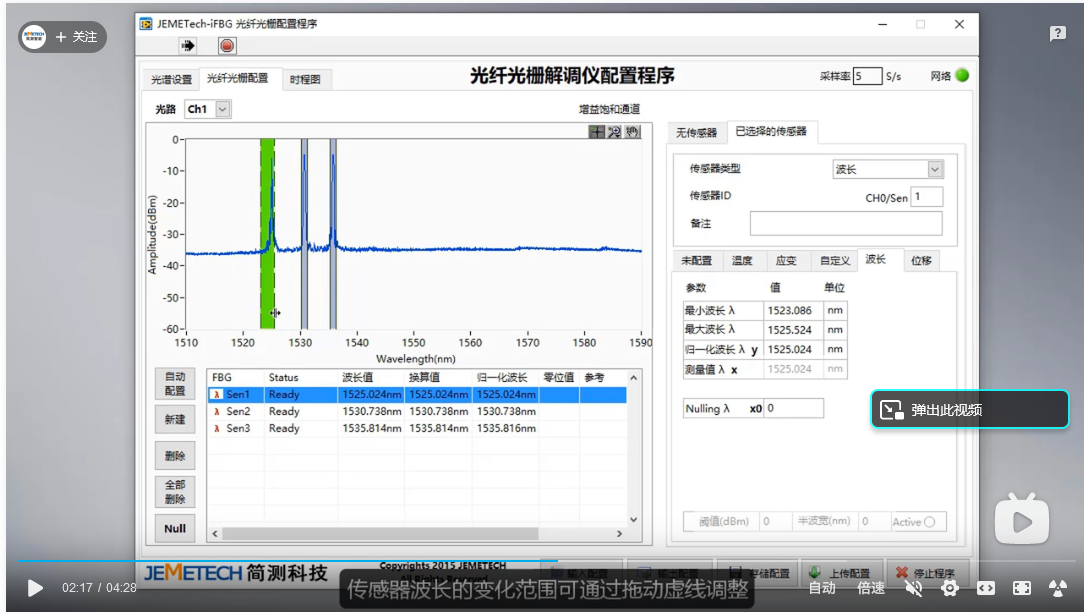 JEMETech-iFBG 光纤光栅配置程序
JEMETECH 简测智能 + 关注
?
光谱设置 光纤光栅配置 时程图
光纤光栅解调仪配置程序
采样率 5 S/s 网络
光路 Ch1
增益饱和通道
无传感器 已选择的传感器
传感器类型 波长
传感器ID CH0/Sen 1
备注
Amplitude(dBm)
0
-10
-20
-30
-40
-50
-60
1510 1520 1530 1540 1550 1560 1570 1580 1590
Wavelength(nm)
未配置 温度 应变 自定义 波长 位移
参数 值 单位
最小波长 λ 1523.086 nm
最大波长 λ 1525.524 nm
归一化波长 λ y 1525.024 nm
测量值 λ x 1525.024 nm
Nulling λ x0 0
弹出此视频
自动
配置
新建
删除
全部
删除
Null
FBG Status 波长值 换算值 归一化波长 零位值 参考
λ Sen1 Ready 1525.024nm 1525.024nm 1525.024nm
λ Sen2 Ready 1530.738nm 1530.738nm 1530.738nm
λ Sen3 Ready 1535.814nm 1535.814nm 1535.816nm
阈值(dBm) 0 半波宽(nm) 0 Active
JEMETECH 简测科技
Copyrights 2015 JEMETECH
存储配置 上传配置 停止程序
传感器波长的变化范围可通过拖动虚线调整
02:17 / 04:28
自动 倍速